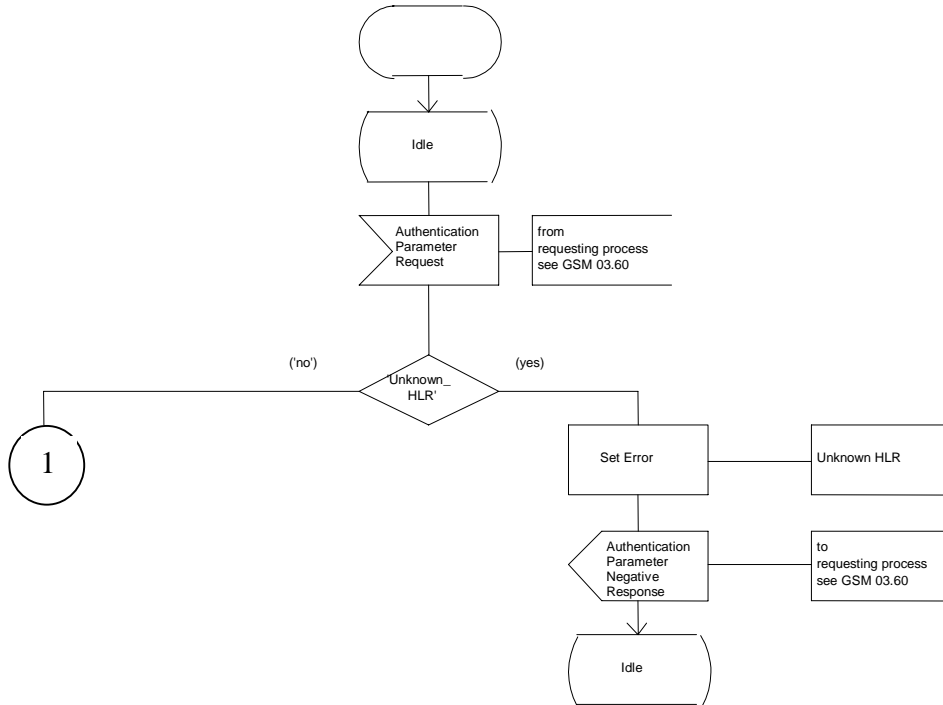 Idle
Authentication
Parameter
Request
from
requesting process
see GSM 03.60
('no')
'Unknown_
HLR'
(yes)
1
Set Error
Unknown HLR
Authentication
Parameter
Negative
Response
to
requesting process
see GSM 03.60
Idle